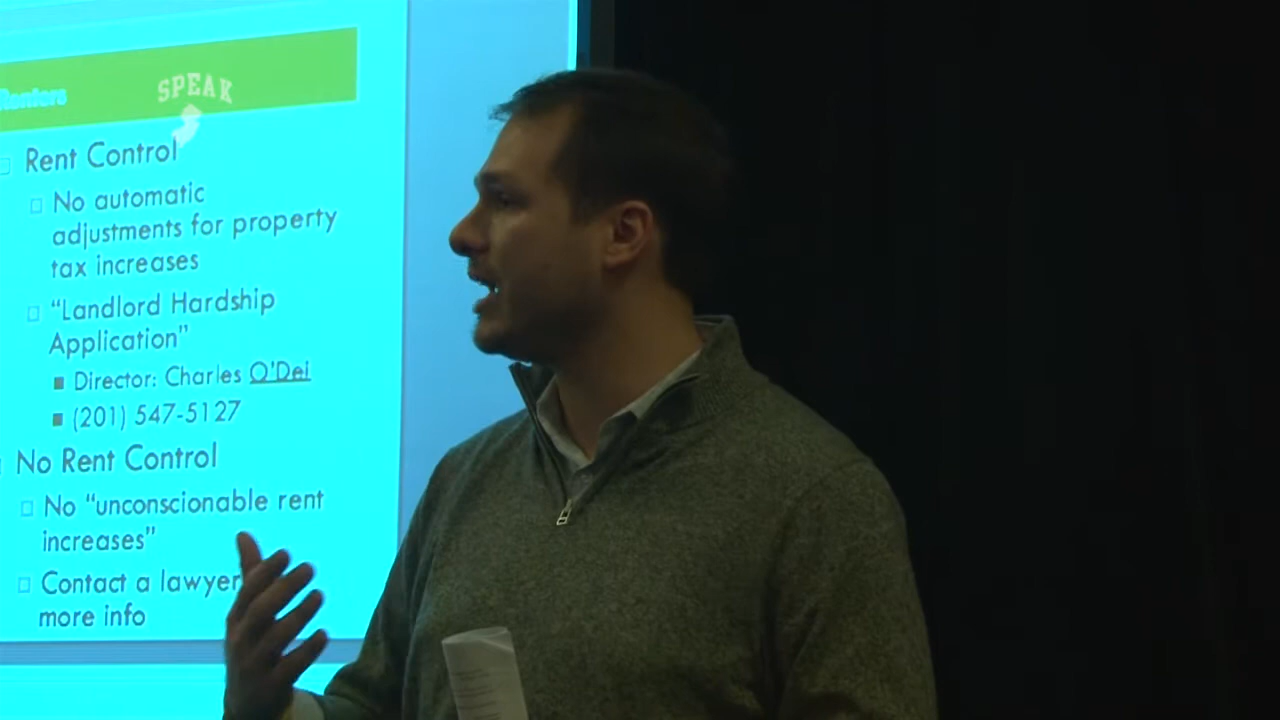 Renters
SPEAK
Rent Control
No automatic
adjustments for property
tax increases
"Landlord Hardship
Application"
Director: Charles O'Dei
(201) 547-5127
No Rent Control
No "unconscionable rent
increases"
Contact a lawyer
more info